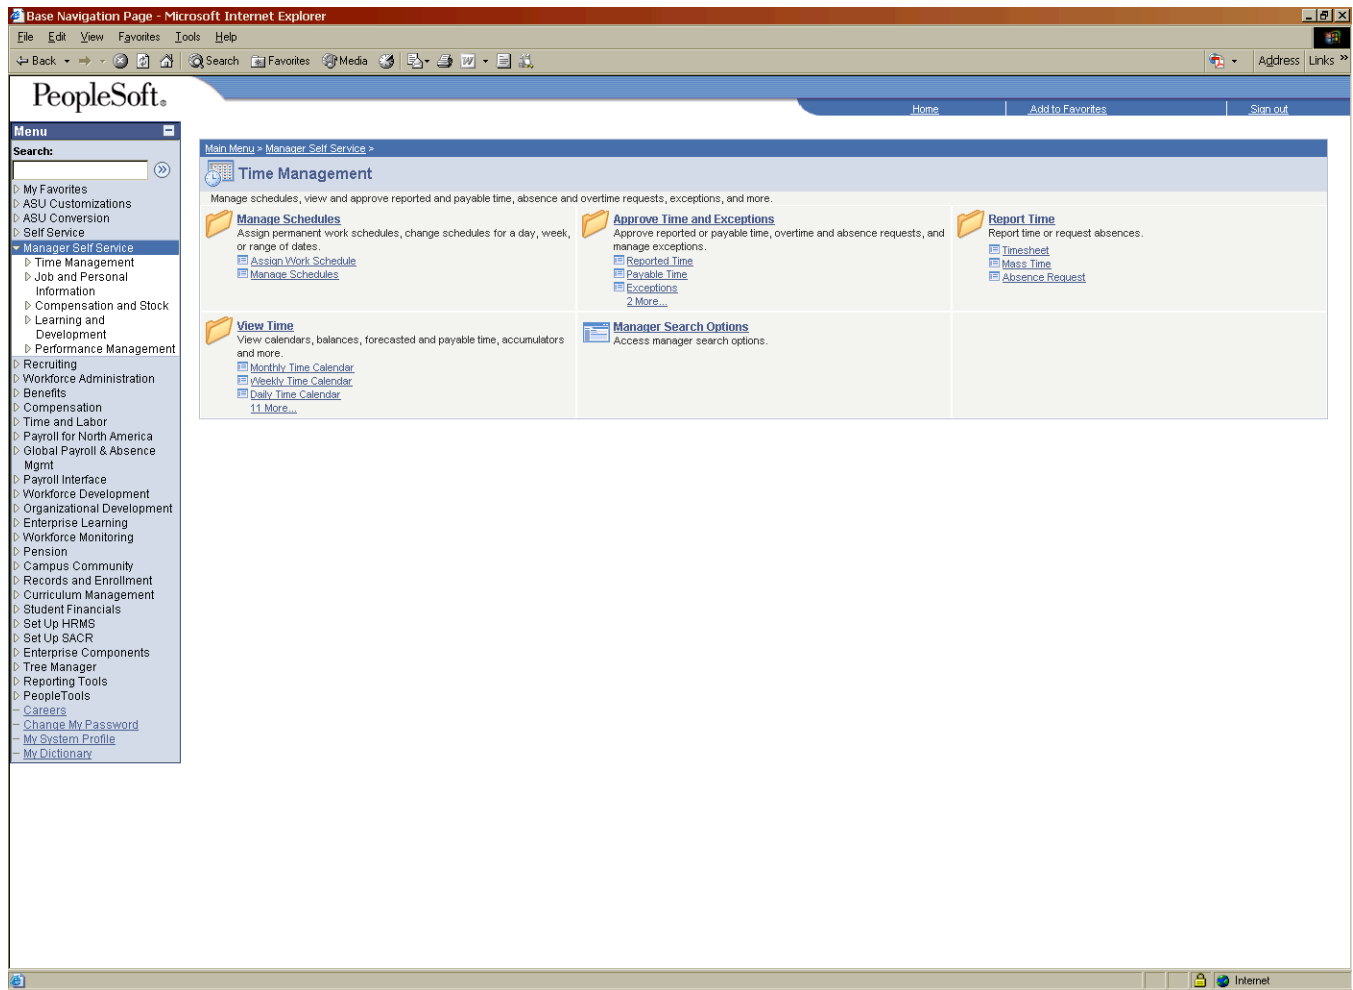 Base Navigation Page - Microsoft Internet Explorer
File Edit View Favorites Tools Help
Back Search Favorites Media Address Links »
PeopleSoft®
Home Add to Favorites Sign out
Menu
Search:
My Favorites
ASU Customizations
ASU Conversion
Self Service
Manager Self Service
Time Management
Job and Personal
Information
Compensation and Stock
Learning and
Development
Performance Management
Recruiting
Workforce Administration
Benefits
Compensation
Time and Labor
Payroll for North America
Global Payroll & Absence
Mgmt
Payroll Interface
Workforce Development
Organizational Development
Enterprise Learning
Workforce Monitoring
Pension
Campus Community
Records and Enrollment
Curriculum Management
Student Financials
Set Up HRMS
Set Up SACR
Enterprise Components
Tree Manager
Reporting Tools
PeopleTools
– Careers
– Change My Password
– My System Profile
– My Dictionary
Main Menu > Manager Self Service >
Time Management
Manage schedules, view and approve reported and payable time, absence and overtime requests, exceptions, and more.
Manage Schedules
Assign permanent work schedules, change schedules for a day, week,
or range of dates.
Assign Work Schedule
Manage Schedules
Approve Time and Exceptions
Approve reported or payable time, overtime and absence requests, and
manage exceptions.
Reported Time
Payable Time
Exceptions
2 More...
Report Time
Report time or request absences.
Timesheet
Mass Time
Absence Request
View Time
View calendars, balances, forecasted and payable time, accumulators
and more.
Monthly Time Calendar
Weekly Time Calendar
Daily Time Calendar
11 More...
Manager Search Options
Access manager search options.
Internet